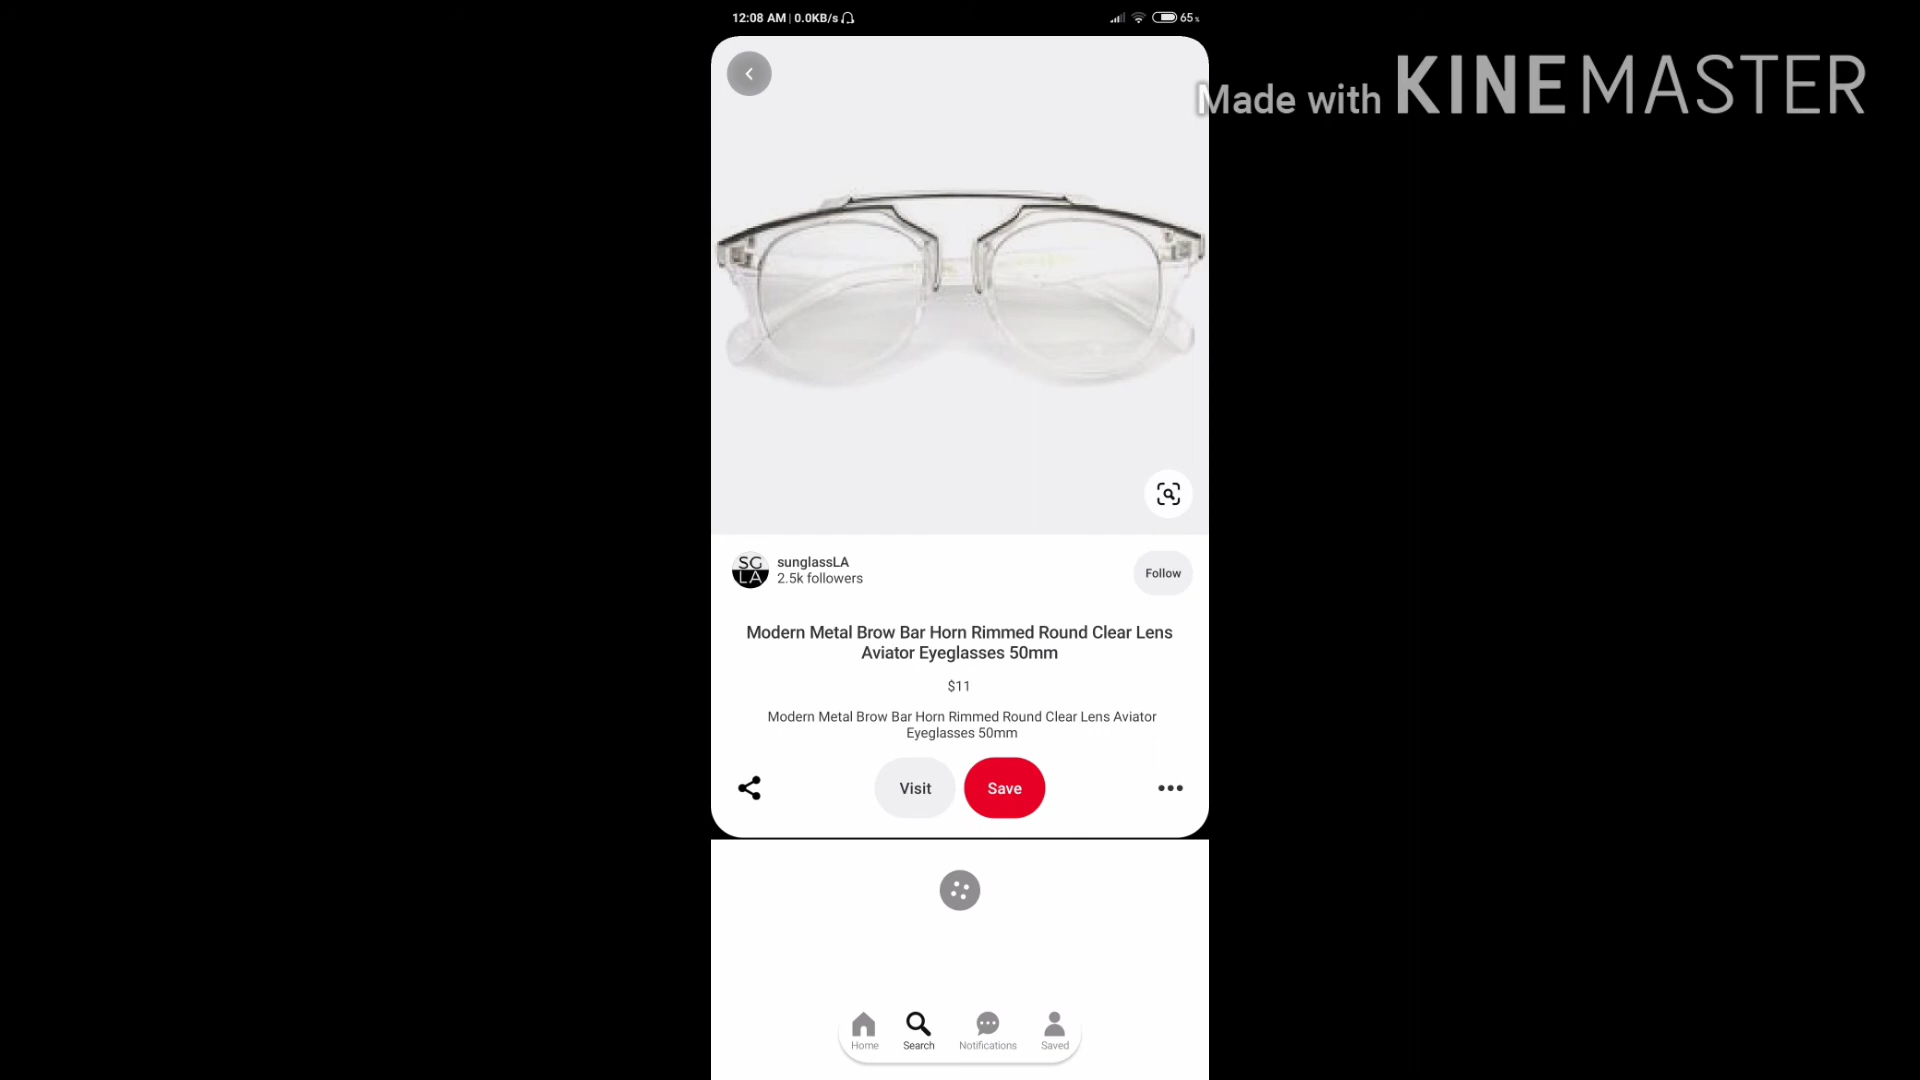 12:08 AM | 0.0KB/s
65%
Made with KINEMASTER
SG
LA
sunglassLA
2.5k followers
Follow
Modern Metal Brow Bar Horn Rimmed Round Clear Lens
Aviator Eyeglasses 50mm
$11
Modern Metal Brow Bar Horn Rimmed Round Clear Lens Aviator
Eyeglasses 50mm
Visit
Save
Home
Search
Notifications
Saved